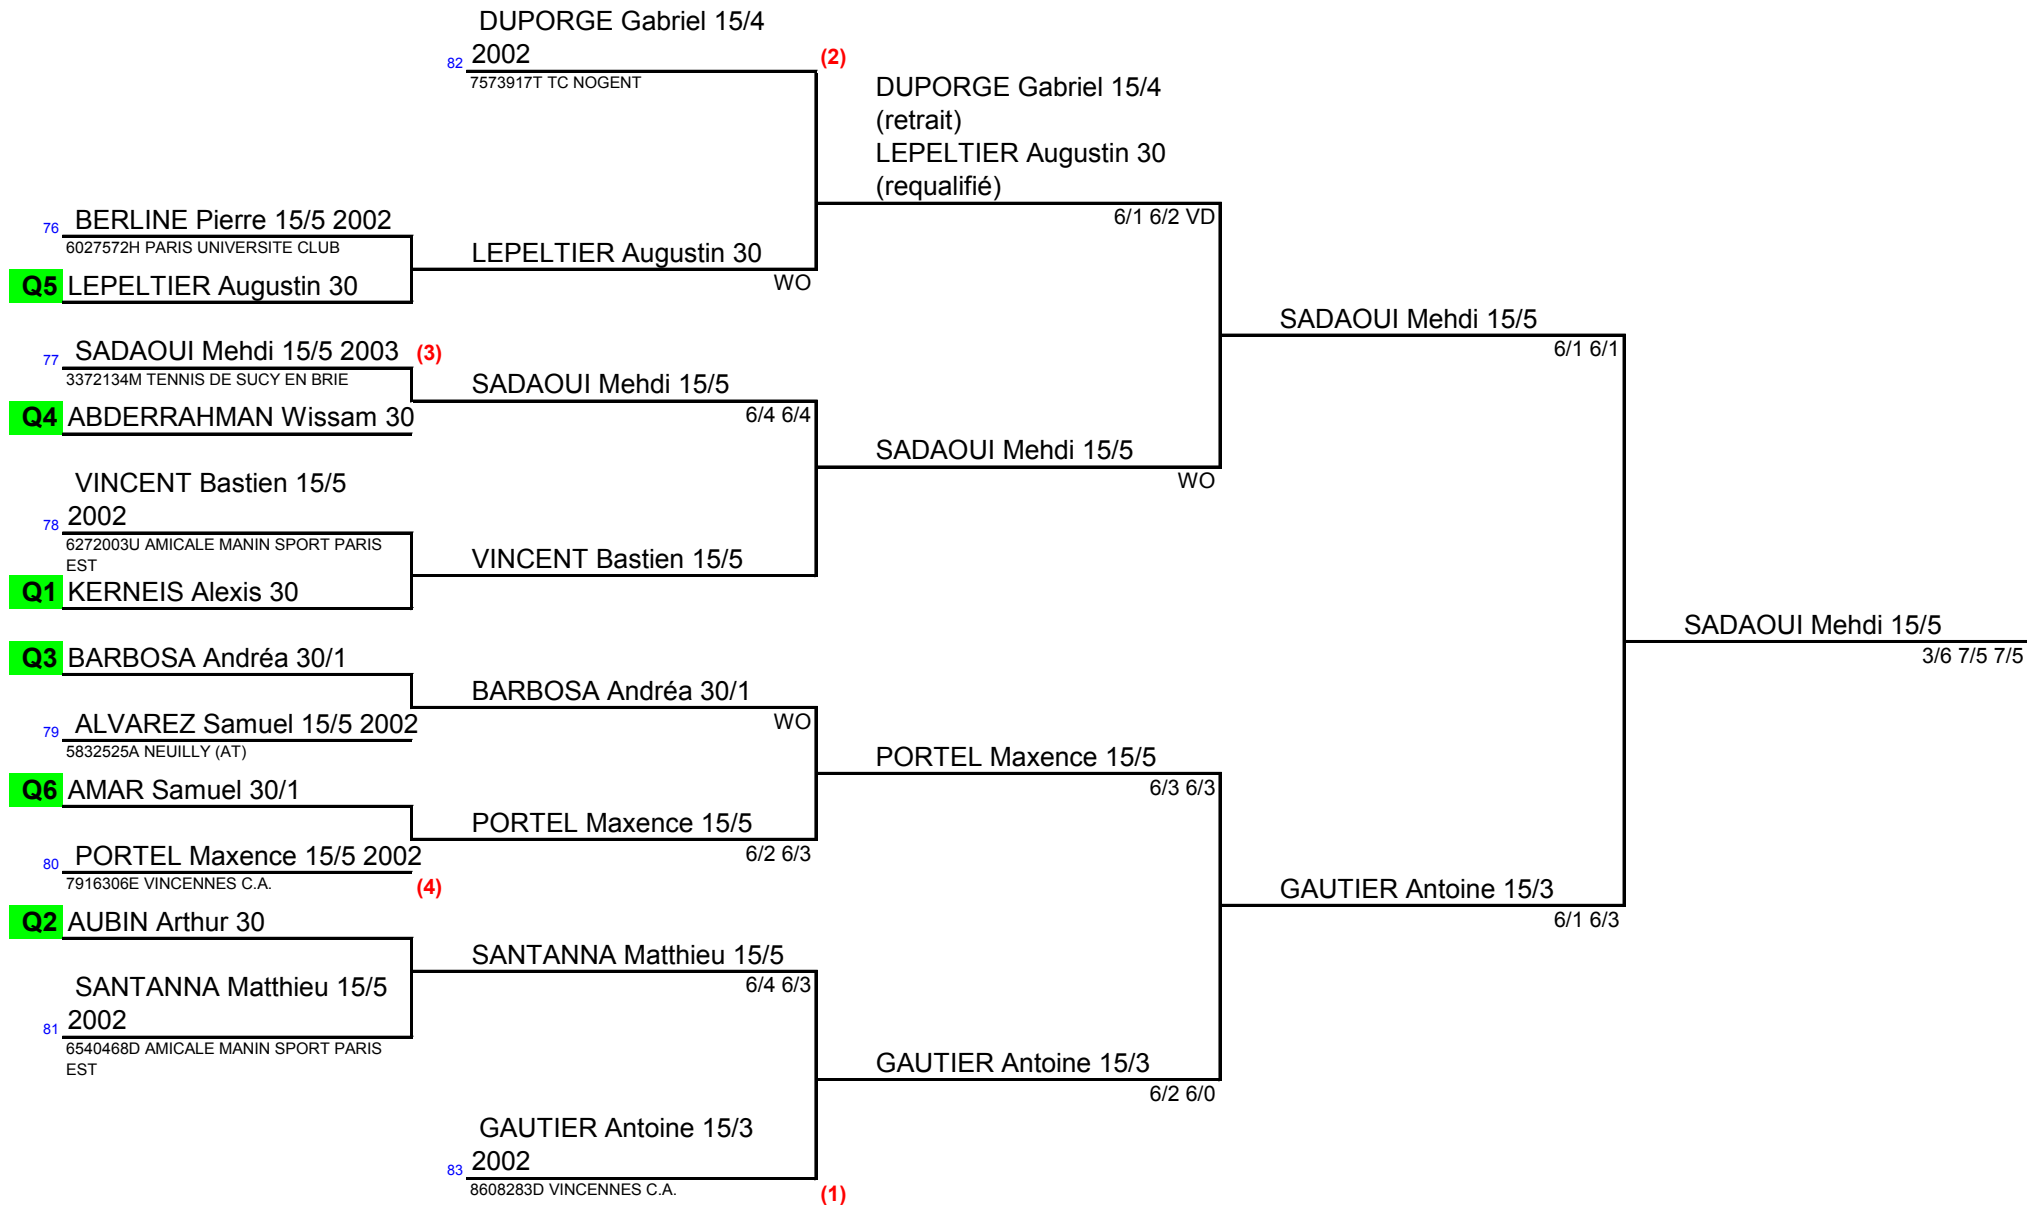 DUPORGE Gabriel 15/4
82 2002
(2)
7573917T TC NOGENT
DUPORGE Gabriel 15/4
(retrait)
LEPELTIER Augustin 30
(requalifié)
6/1 6/2 VD
76 BERLINE Pierre 15/5 2002
6027572H PARIS UNIVERSITE CLUB
LEPELTIER Augustin 30
WO
Q5 LEPELTIER Augustin 30
SADAOUI Mehdi 15/5
6/1 6/1
77 SADAOUI Mehdi 15/5 2003 (3)
3372134M TENNIS DE SUCY EN BRIE
SADAOUI Mehdi 15/5
6/4 6/4
Q4 ABDERRAHMAN Wissam 30
SADAOUI Mehdi 15/5
WO
VINCENT Bastien 15/5
78 2002
6272003U AMICALE MANIN SPORT PARIS
EST
VINCENT Bastien 15/5
Q1 KERNEIS Alexis 30
SADAOUI Mehdi 15/5
3/6 7/5 7/5
Q3 BARBOSA Andréa 30/1
BARBOSA Andréa 30/1
WO
79 ALVAREZ Samuel 15/5 2002
5832525A NEUILLY (AT)
PORTEL Maxence 15/5
6/3 6/3
Q6 AMAR Samuel 30/1
PORTEL Maxence 15/5
6/2 6/3
80 PORTEL Maxence 15/5 2002
7916306E VINCENNES C.A.
(4)
GAUTIER Antoine 15/3
6/1 6/3
Q2 AUBIN Arthur 30
SANTANNA Matthieu 15/5
6/4 6/3
SANTANNA Matthieu 15/5
81 2002
6540468D AMICALE MANIN SPORT PARIS
EST
GAUTIER Antoine 15/3
6/2 6/0
GAUTIER Antoine 15/3
83 2002
8608283D VINCENNES C.A.
(1)